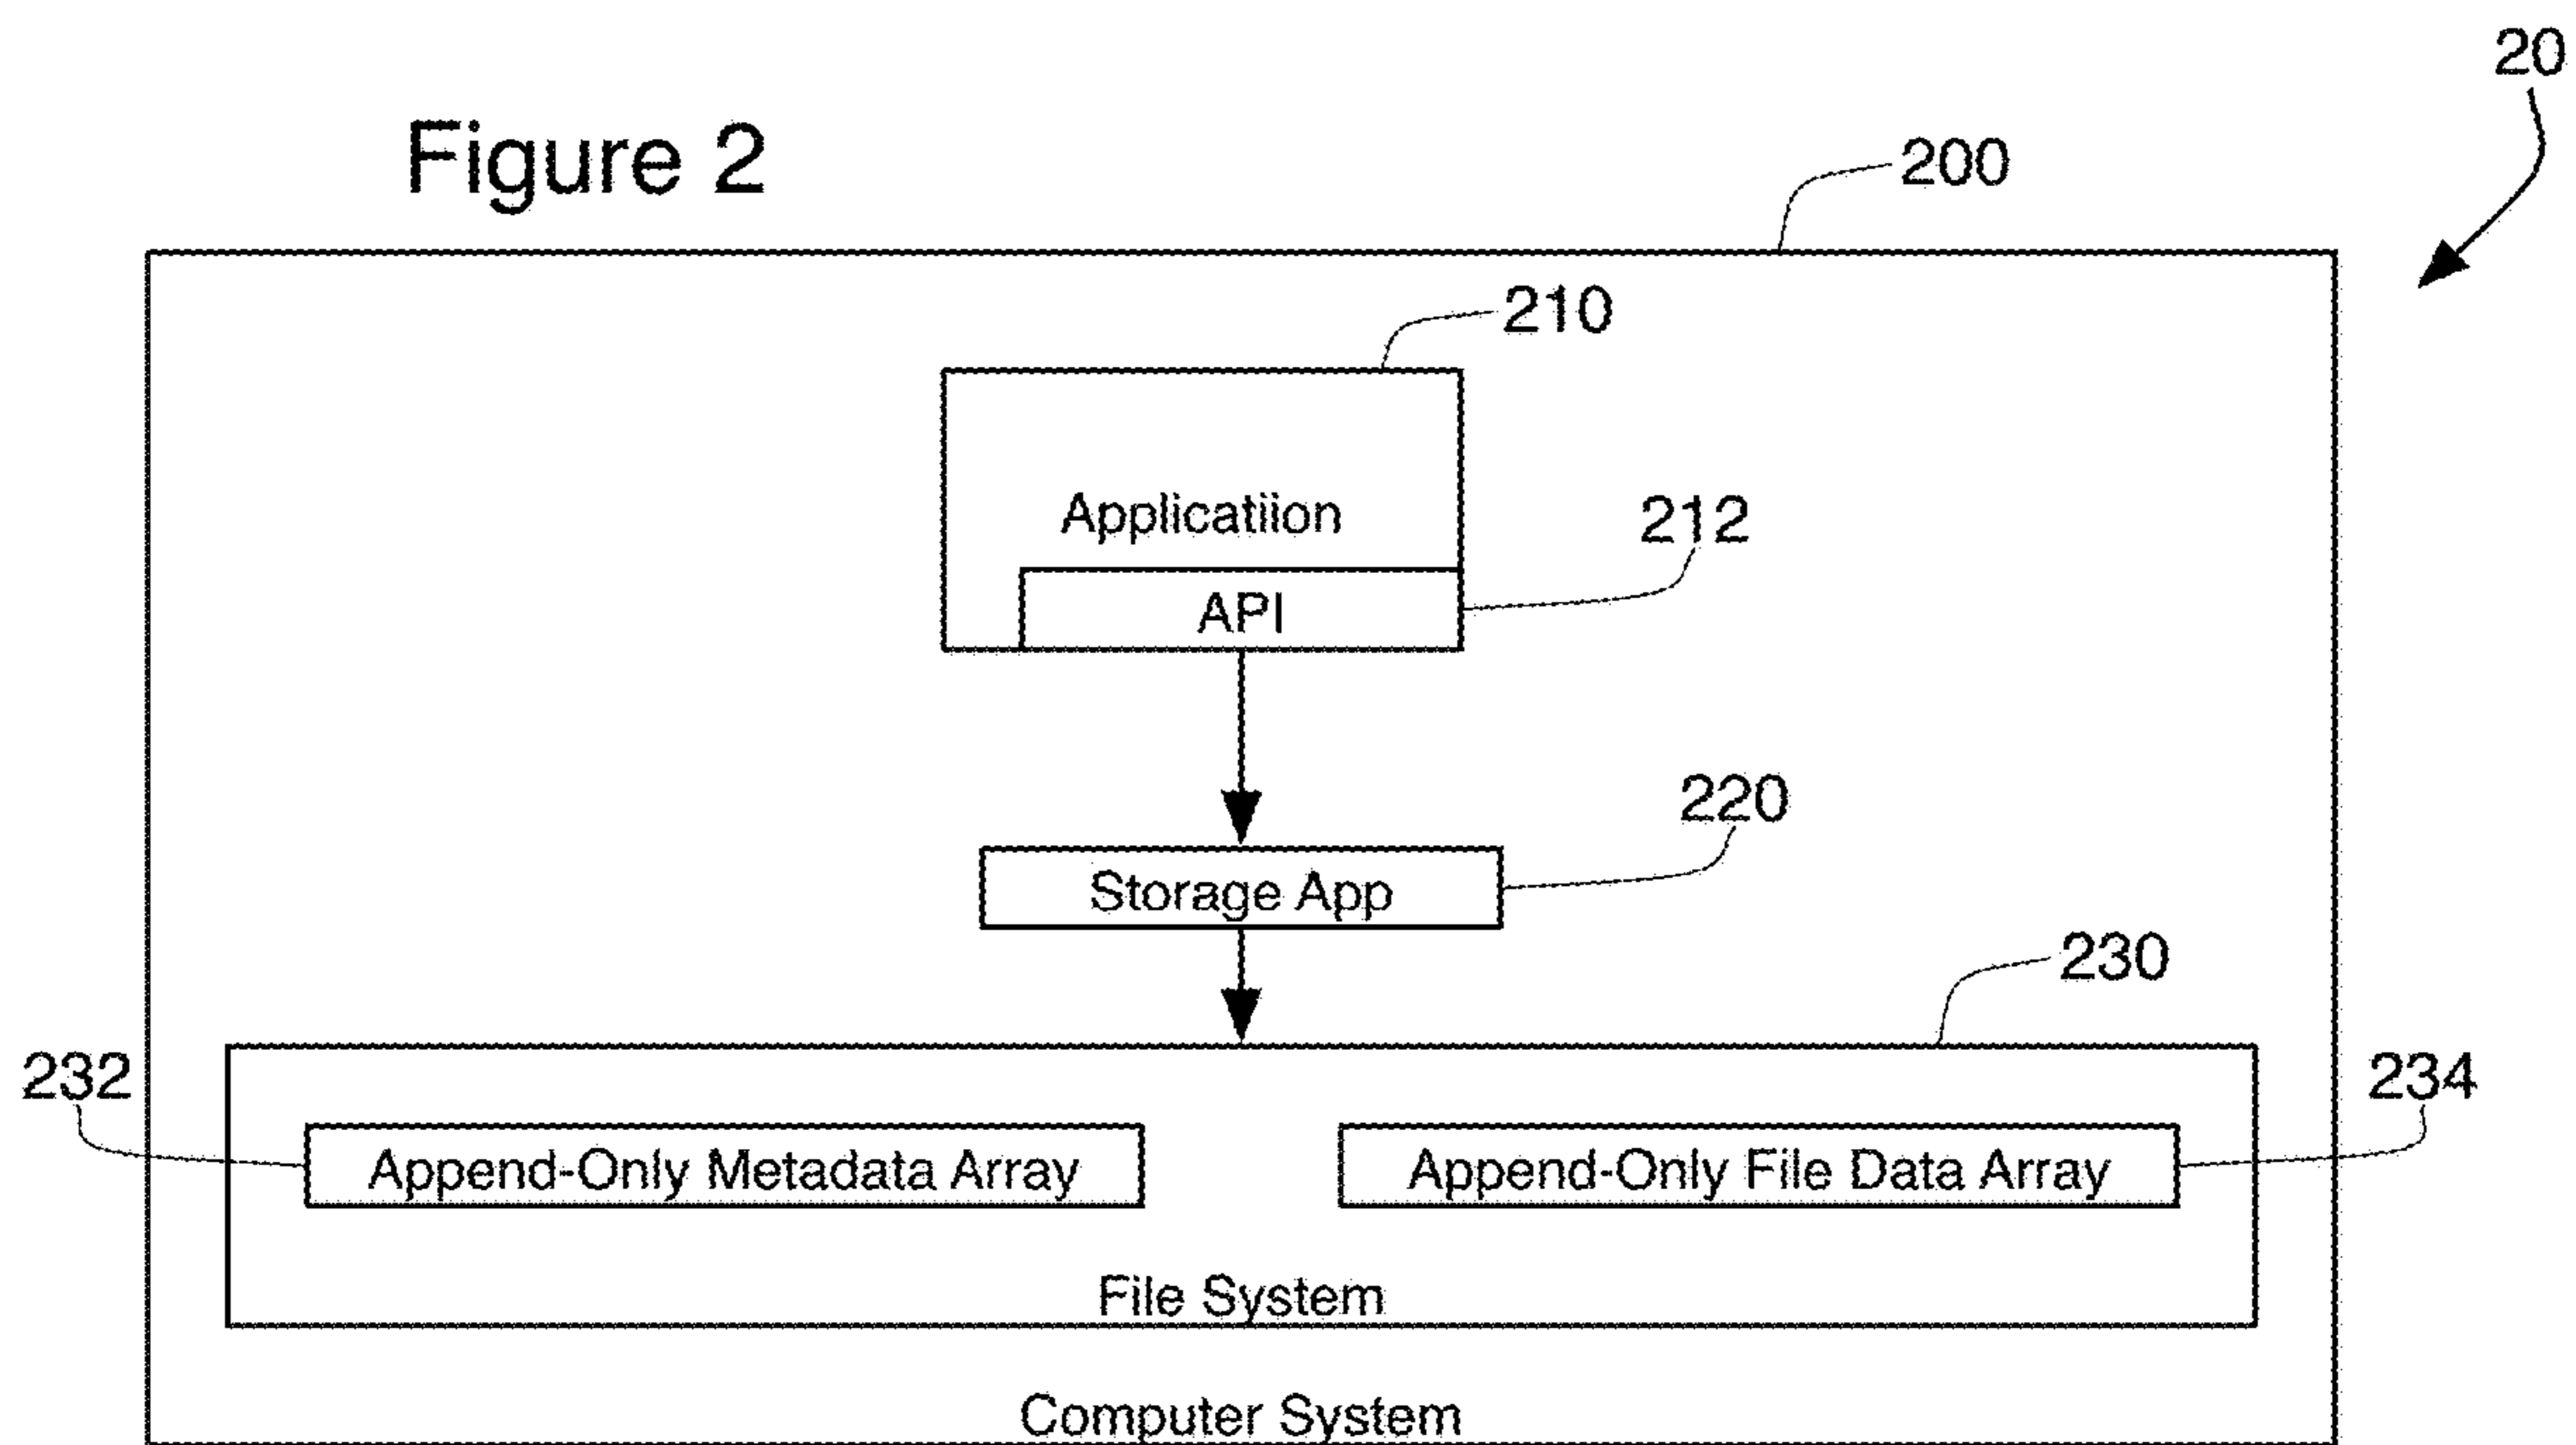 20
Figure 2
200
210
Applicatiion
212
API
220
Storage App
230
232
234
Append-Only Metadata Array
Append-Only File Data Array
File System
Computer System